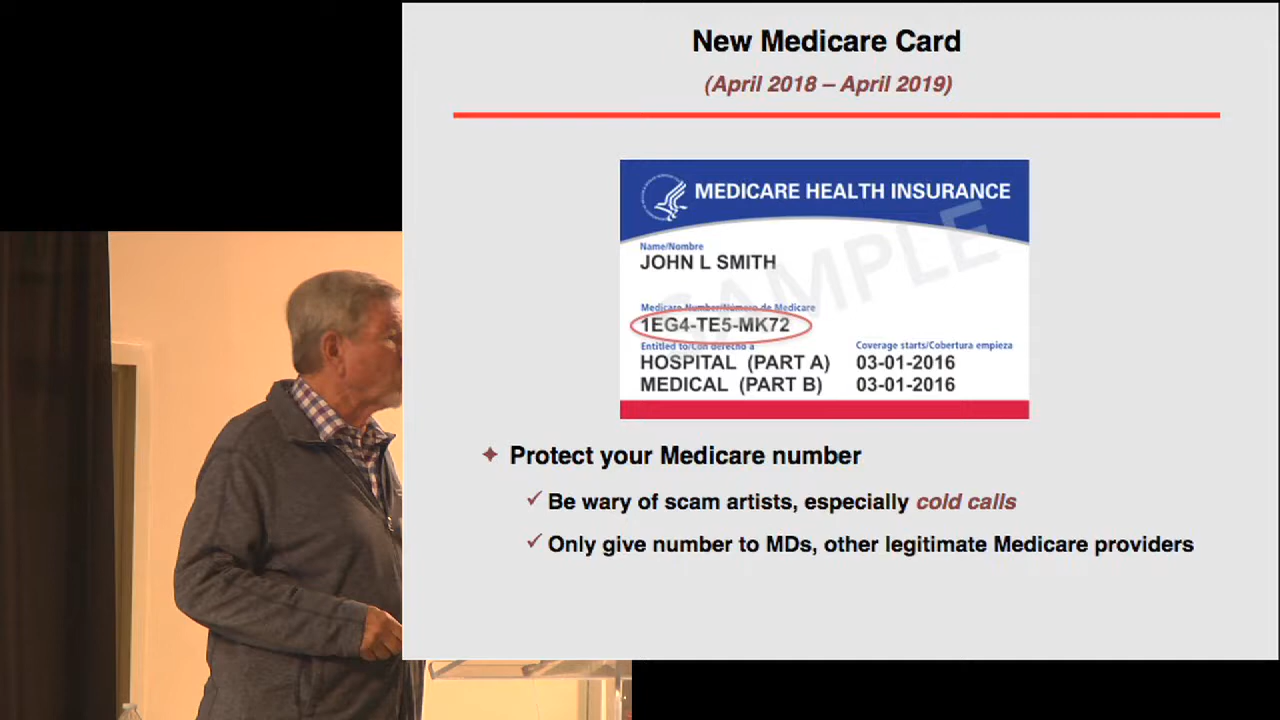 New Medicare Card
(April 2018 – April 2019)
MEDICARE HEALTH INSURANCE
SAMPLE
Name/Nombre
JOHN L SMITH
Medicare Number/Número de Medicare
1EG4-TE5-MK72
Entitled to/Con derecho a
Coverage starts/Cobertura empieza
HOSPITAL (PART A) 03-01-2016
MEDICAL (PART B) 03-01-2016
Protect your Medicare number
Be wary of scam artists, especially cold calls
Only give number to MDs, other legitimate Medicare providers